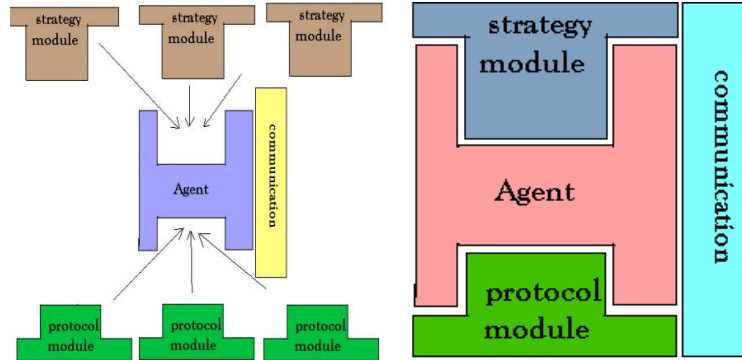 strategy
module
strategy
module
strategy
module
communication
Agent
protocol
module
protocol
module
protocol
module
strategy
module
communication
Agent
protocol
module